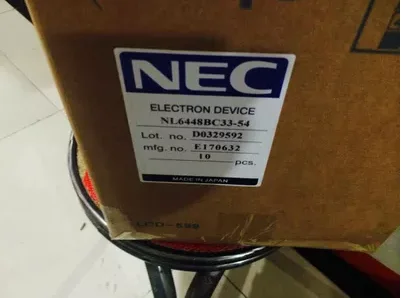 NEC
ELECTRON DEVICE
NL6448BC33-54
Lot. no. D0329592
mfg. no. E170632
10 pcs.
MADE IN JAPAN